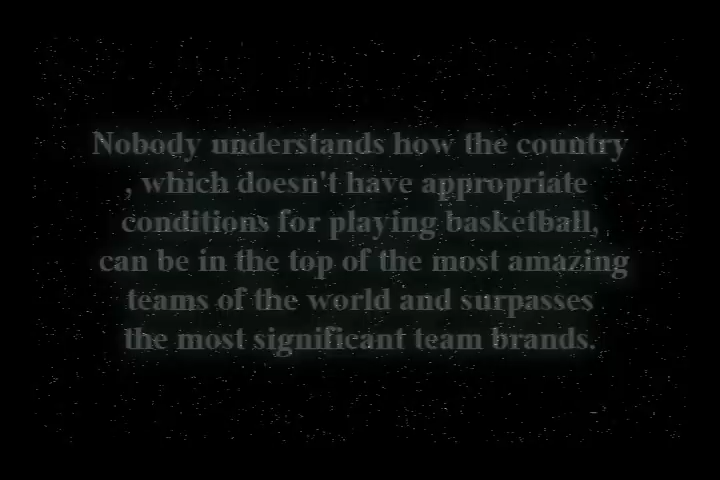 Nobody understands how the country
, which doesn't have appropriate
conditions for playing basketball,
can be in the top of the most amazing
teams of the world and surpasses
the most significant team brands.